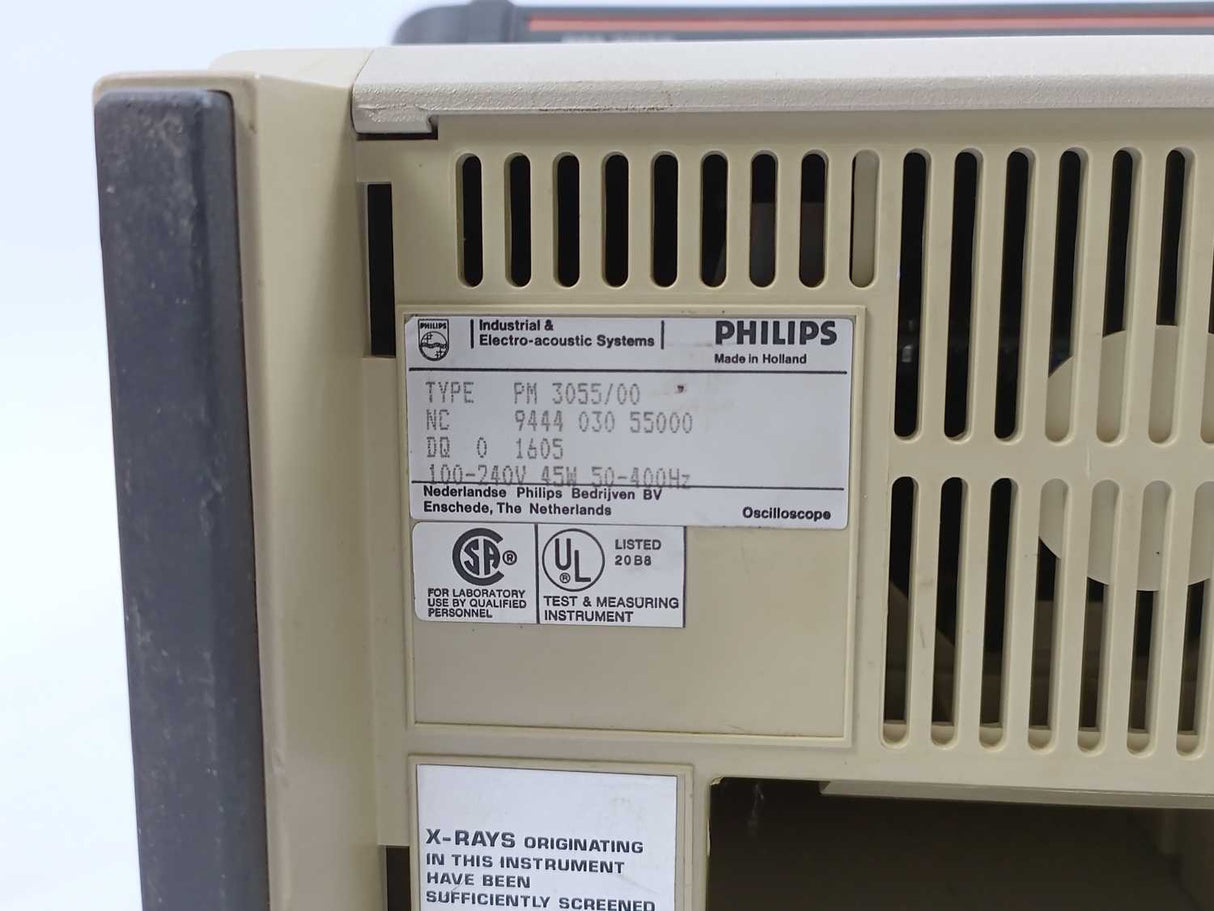 PHILIPS
Industrial &
Electro-acoustic Systems
PHILIPS
Made in Holland
TYPE PM 3055/00
NC 9444 030 55000
DQ 0 1605
100-240V 45W 50-400Hz
Nederlandse Philips Bedrijven BV
Enschede, The Netherlands
Oscilloscope
SA®
FOR LABORATORY
USE BY QUALIFIED
PERSONNEL
UL®
LISTED
20B8
TEST & MEASURING
INSTRUMENT
X-RAYS ORIGINATING
IN THIS INSTRUMENT
HAVE BEEN
SUFFICIENTLY SCREENED